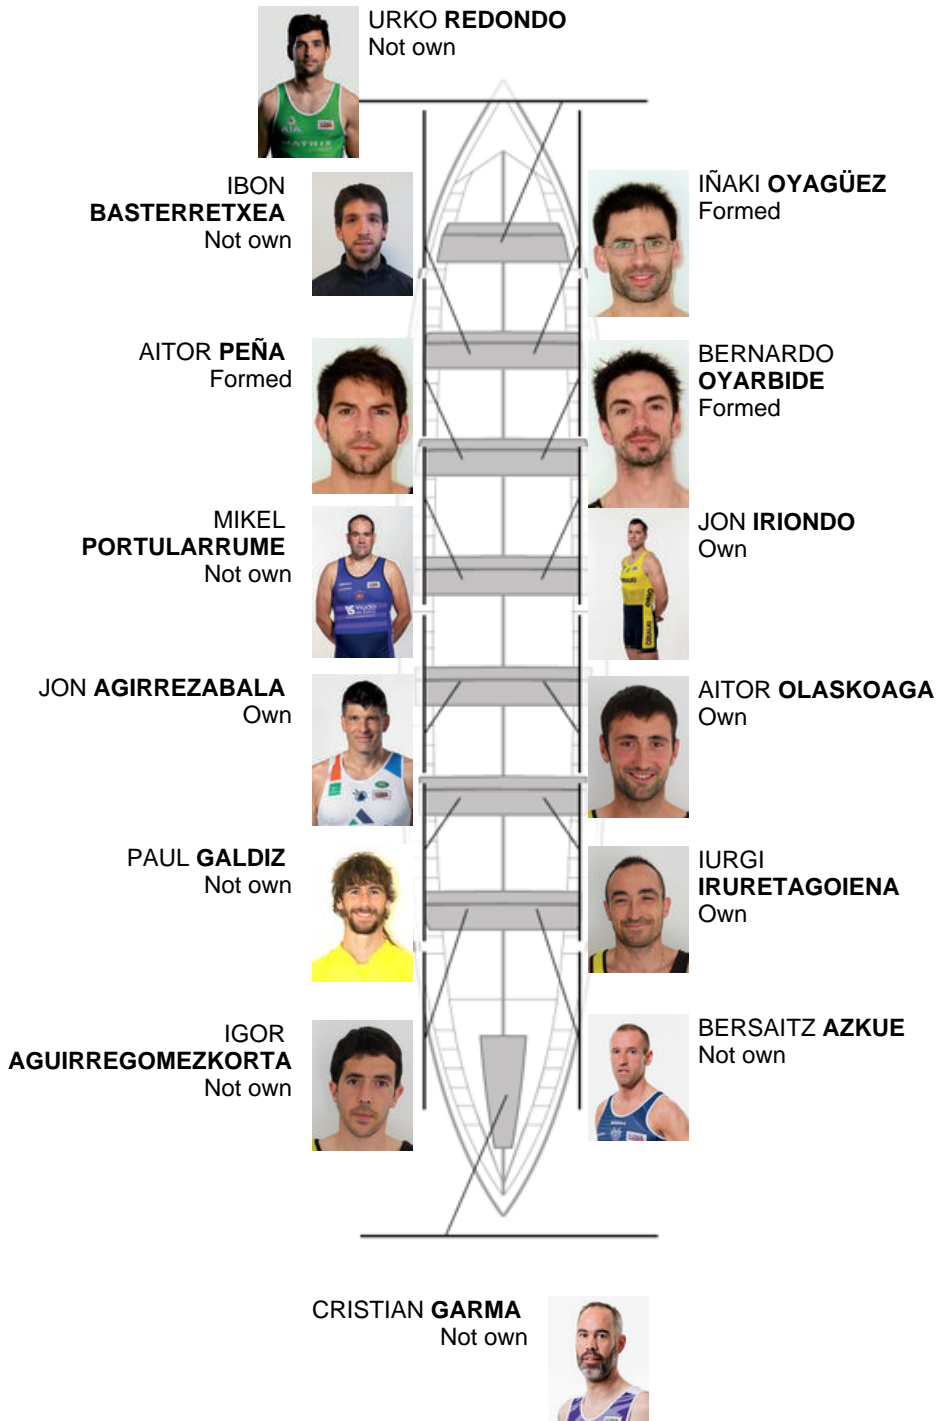 URKO REDONDO
Not own
IBON
BASTERRETXEA
Not own
IÑAKI OYAGÜEZ
Formed
AITOR PEÑA
Formed
BERNARDO
OYARBIDE
Formed
MIKEL
PORTULARRUME
Not own
JON IRIONDO
Own
JON AGIRREZABALA
Own
AITOR OLASKOAGA
Own
PAUL GALDIZ
Not own
IURGI
IRURETAGOIENA
Own
IGOR
AGUIRREGOMEZKORTA
Not own
BERSAITZ AZKUE
Not own
CRISTIAN GARMA
Not own